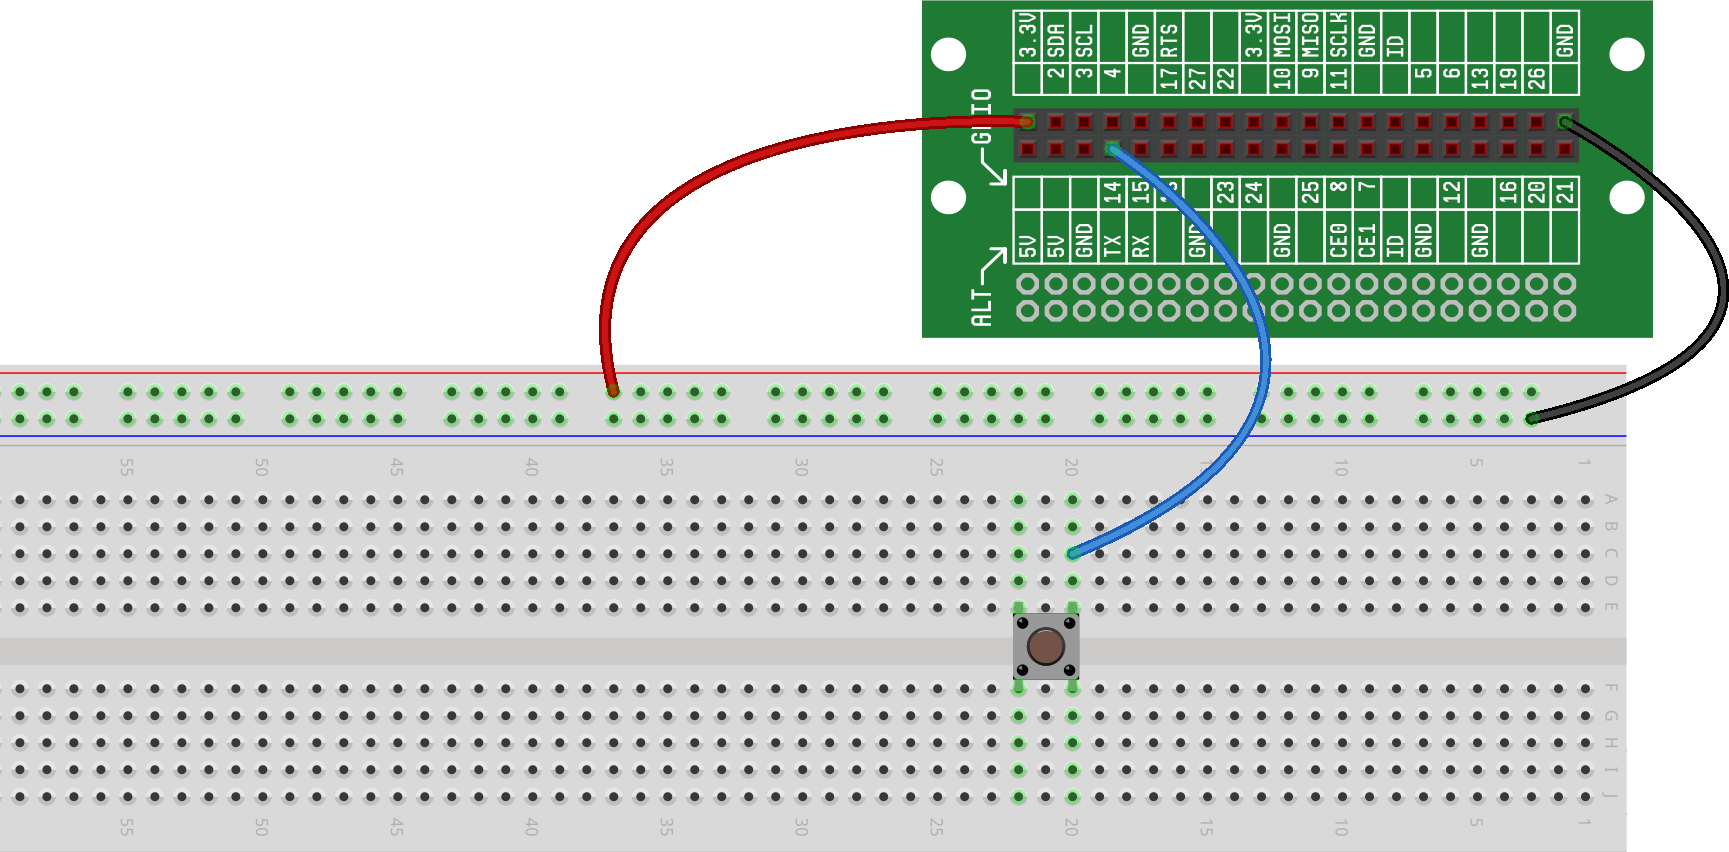 3.3V SDA SCL GND RTS 3.3V MOSI MISO SCLK GND ID GND
2 3 4 17 27 22 10 9 11 5 6 13 19 26
GPIO
14 15 23 24 25 8 7 12 16 20 21
5V 5V GND TX RX GND GND CE0 CE1 ID GND GND
ALT
55 50 45 40 35 30 25 20 10 5 1
A
B
C
D
E
F
G
H
I
J
55 50 45 40 35 30 25 20 15 10 5 1